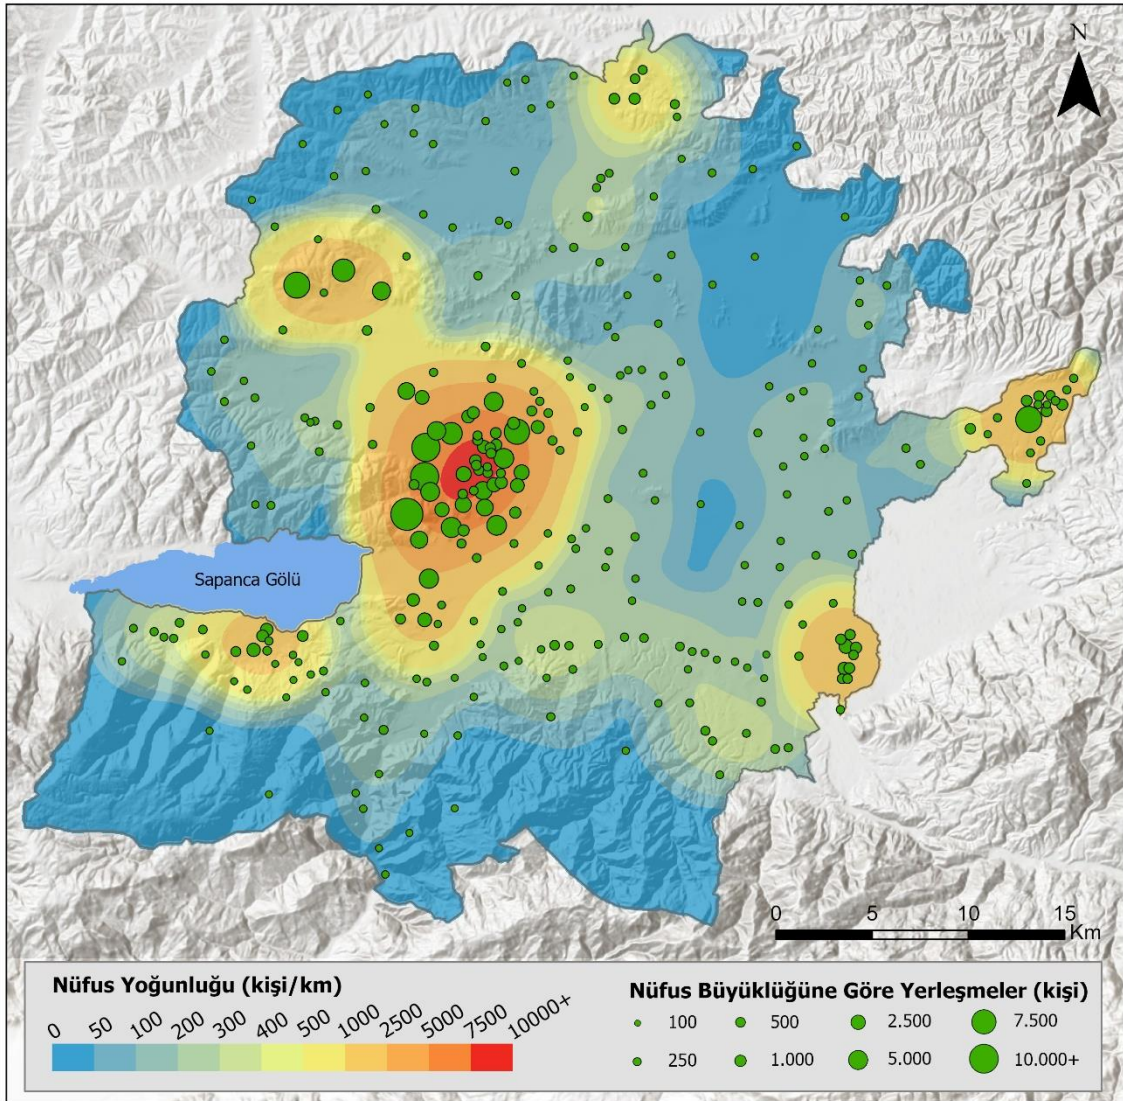 N
Sapanca Gölü
0 5 10 15
Km
Nüfus Yoğunluğu (kişi/km)
0 50 100 200 300 400 500 1000 2500 5000 7500 10000+
Nüfus Büyüklüğüne Göre Yerleşmeler (kişi)
100 500 2.500 7.500
250 1.000 5.000 10.000+